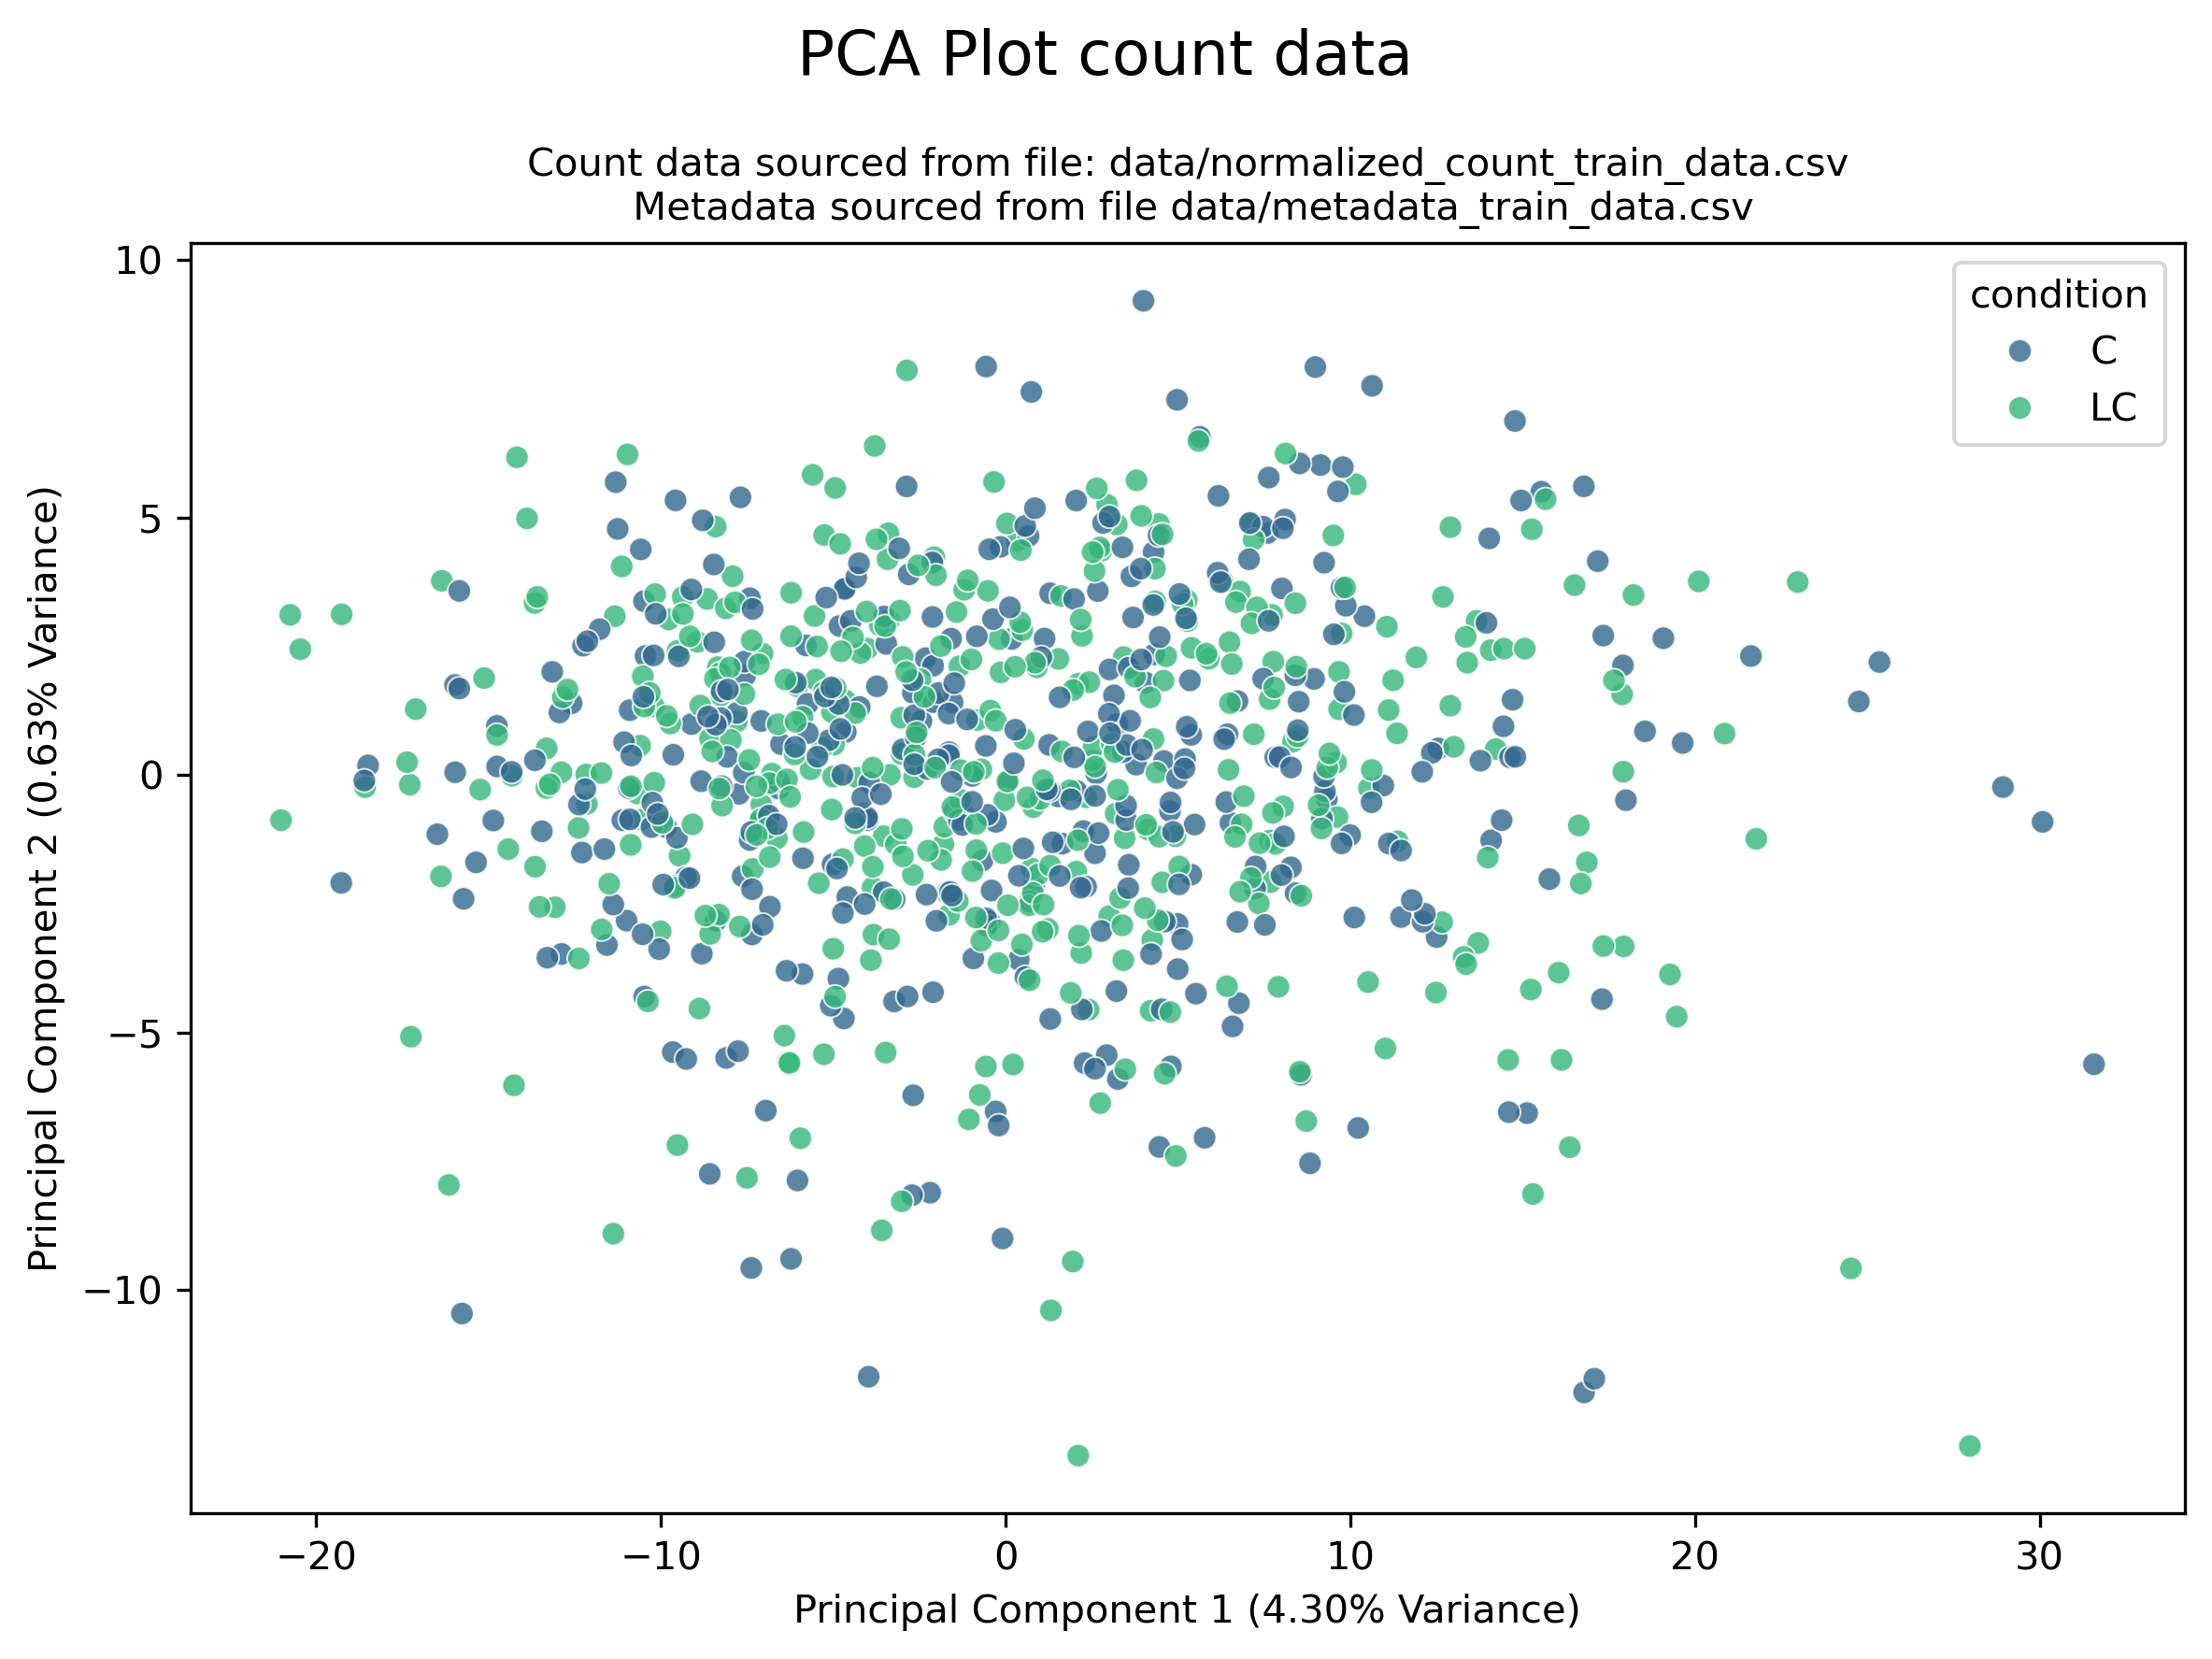 PCA Plot count data
Count data sourced from file: data/normalized_count_train_data.csv
Metadata sourced from file data/metadata_train_data.csv
condition
C
LC
10
5
0
−5
−10
Principal Component 2 (0.63% Variance)
−20
−10
0
10
20
30
Principal Component 1 (4.30% Variance)